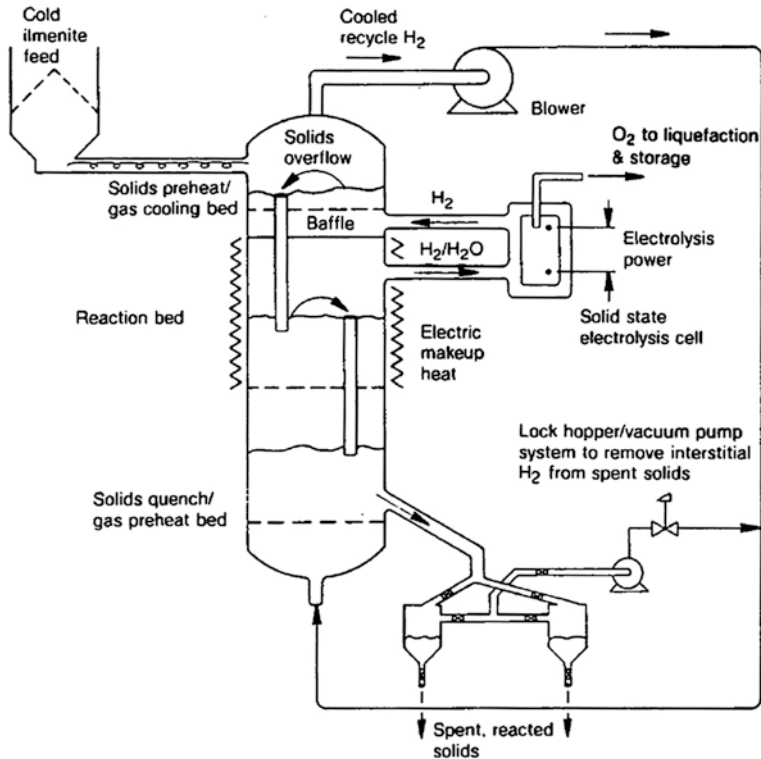 Cold
ilmenite
feed
Cooled
recycle H₂
Blower
Solids
overflow
O₂ to liquefaction
& storage
Solids preheat/
gas cooling bed
H₂
Baffle
H₂/H₂O
Electrolysis
power
Reaction bed
Electric
makeup
heat
Solid state
electrolysis cell
Lock hopper/vacuum pump
system to remove interstitial
H₂ from spent solids
Solids quench/
gas preheat bed
Spent, reacted
solids